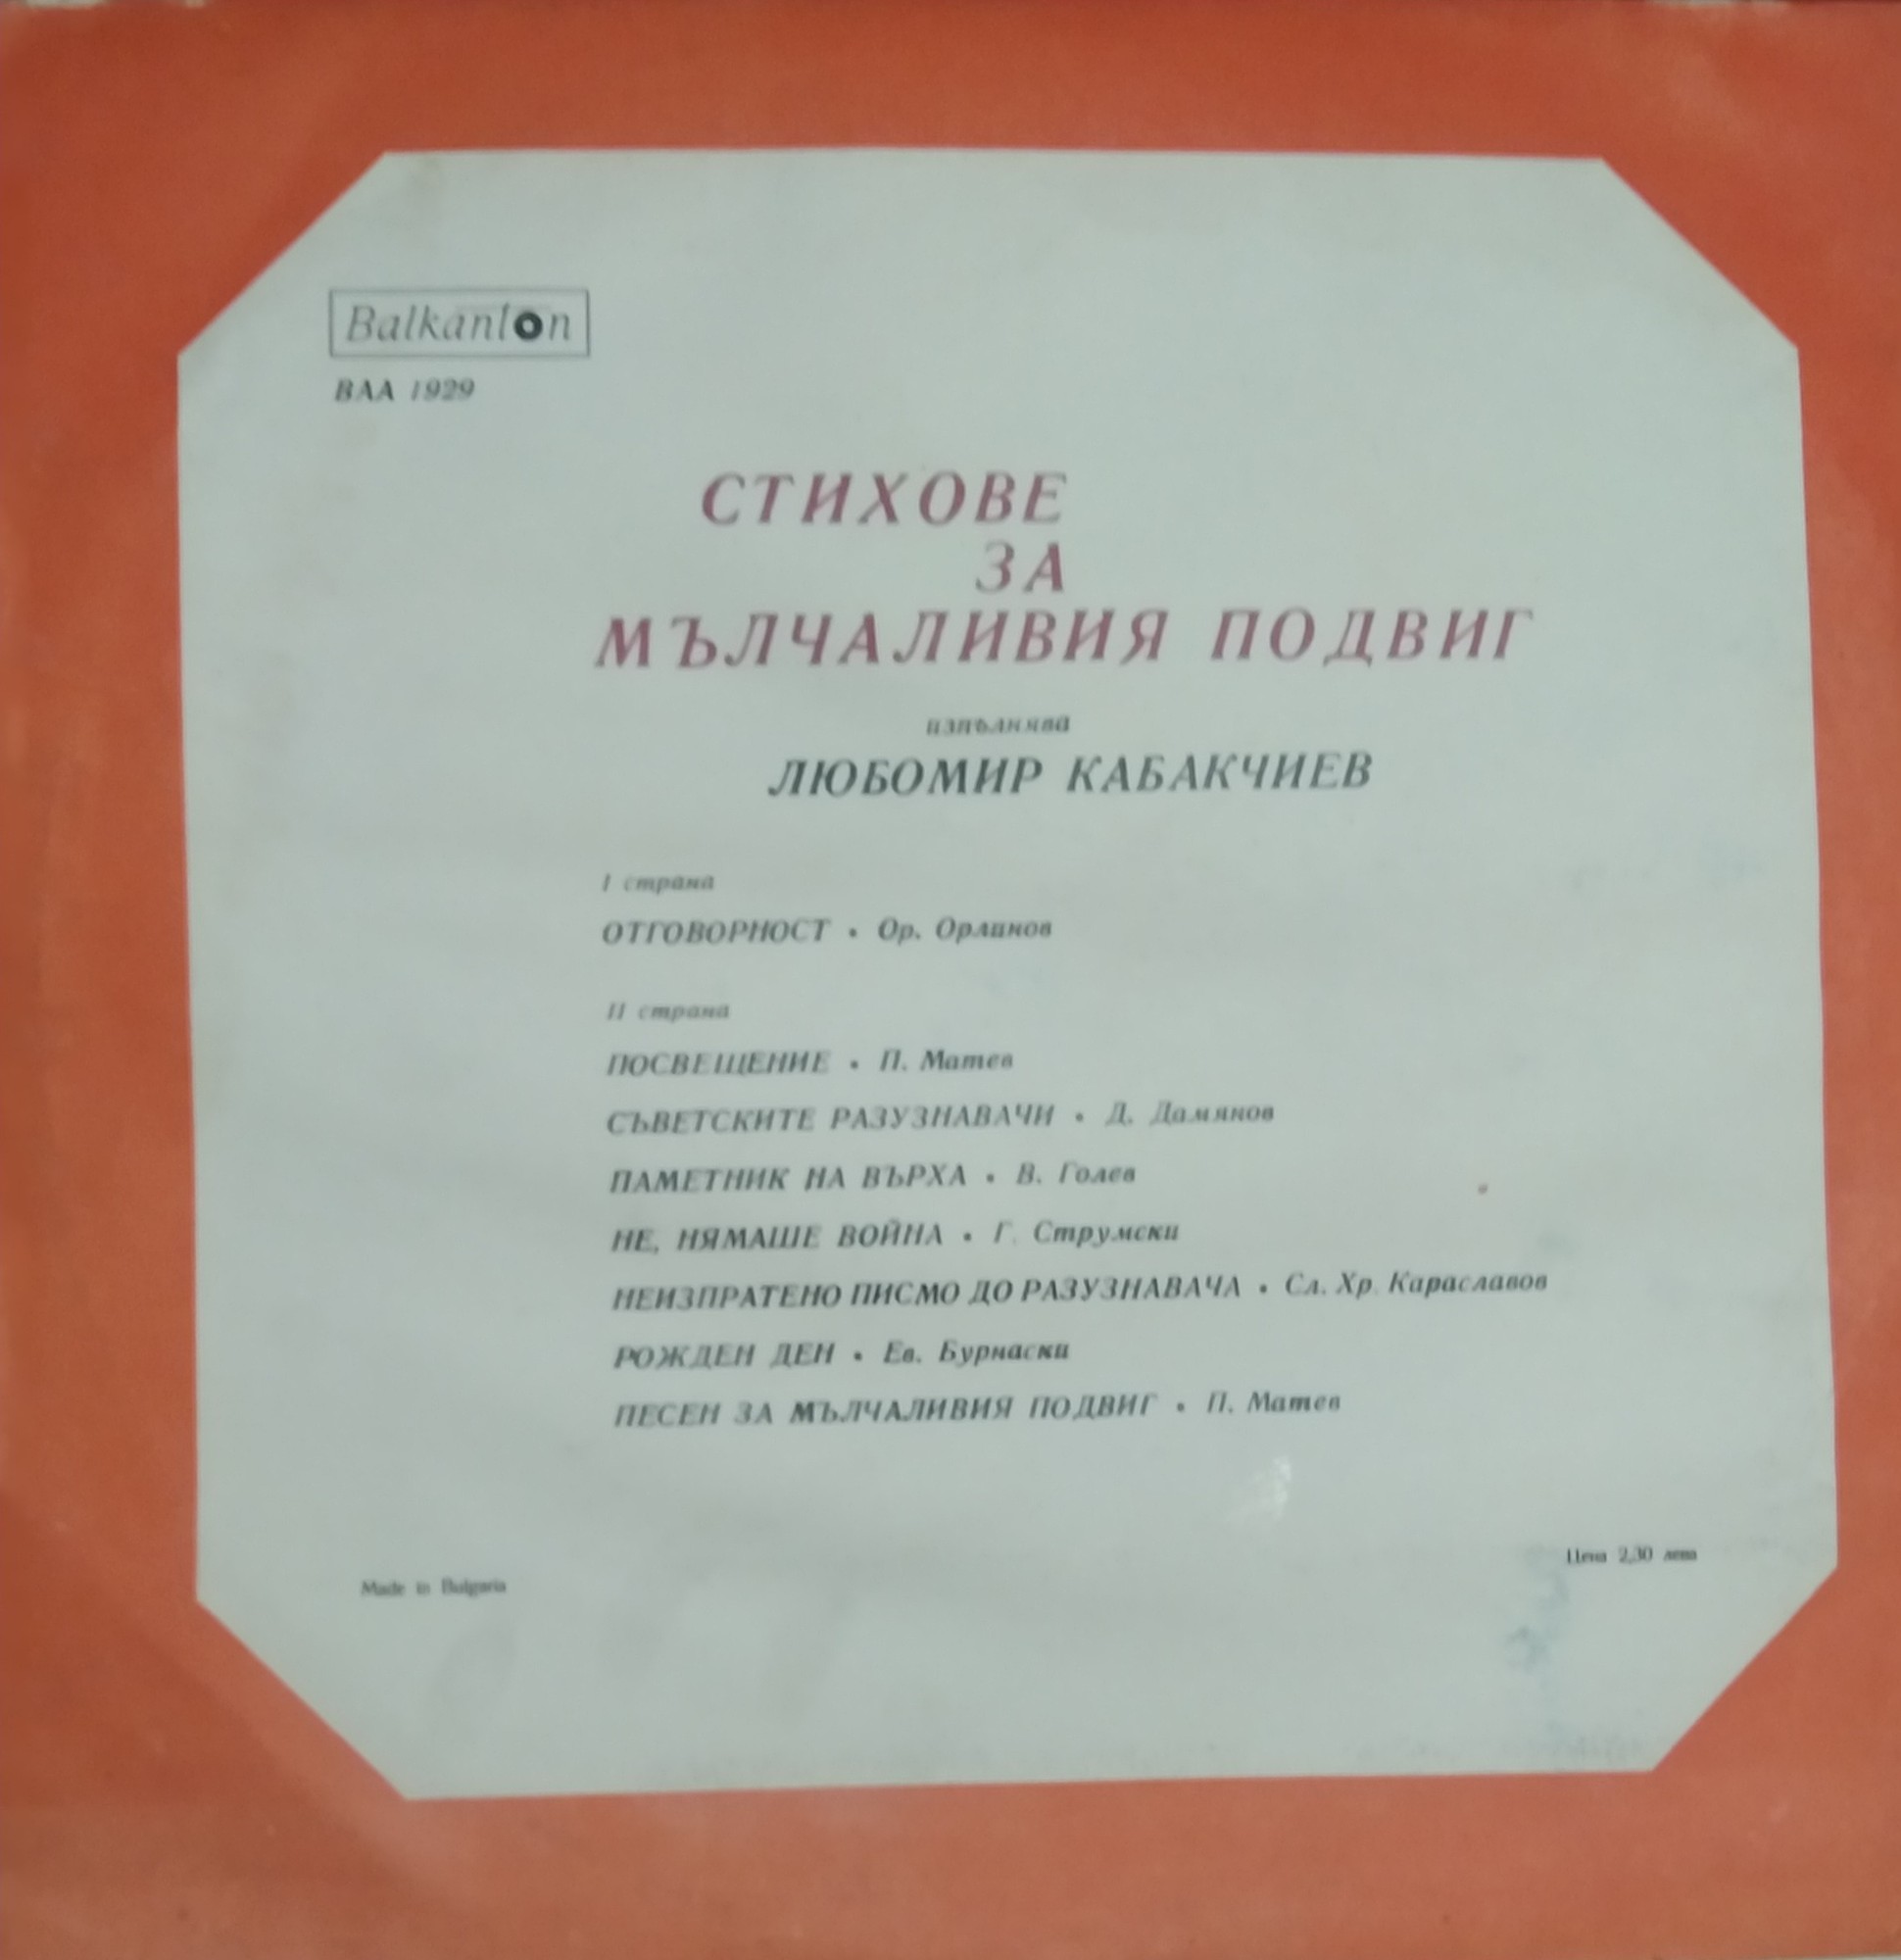 Balkanton
ВАА 1929
СТИХОВЕ
ЗА
МЪЛЧАЛИВИЯ ПОДВИГ
изпълнява
ЛЮБОМИР КАБАКЧИЕВ
I страна
ОТГОВОРНОСТ • Ор. Орлинов
II страна
ПОСВЕЩЕНИЕ • П. Матев
СЪВЕТСКИТЕ РАЗУЗНАВАЧИ • Д. Дамянов
ПАМЕТНИК НА ВЪРХА • В. Голев
НЕ, НЯМАШЕ ВОЙНА • Г. Струмски
НЕИЗПРАТЕНО ПИСМО ДО РАЗУЗНАВАЧА • Сл. Хр. Караславов
РОЖДЕН ДЕН • Ев. Бурнаски
ПЕСЕН ЗА МЪЛЧАЛИВИЯ ПОДВИГ • П. Матев
Цена 2,30 лева
Made in Bulgaria